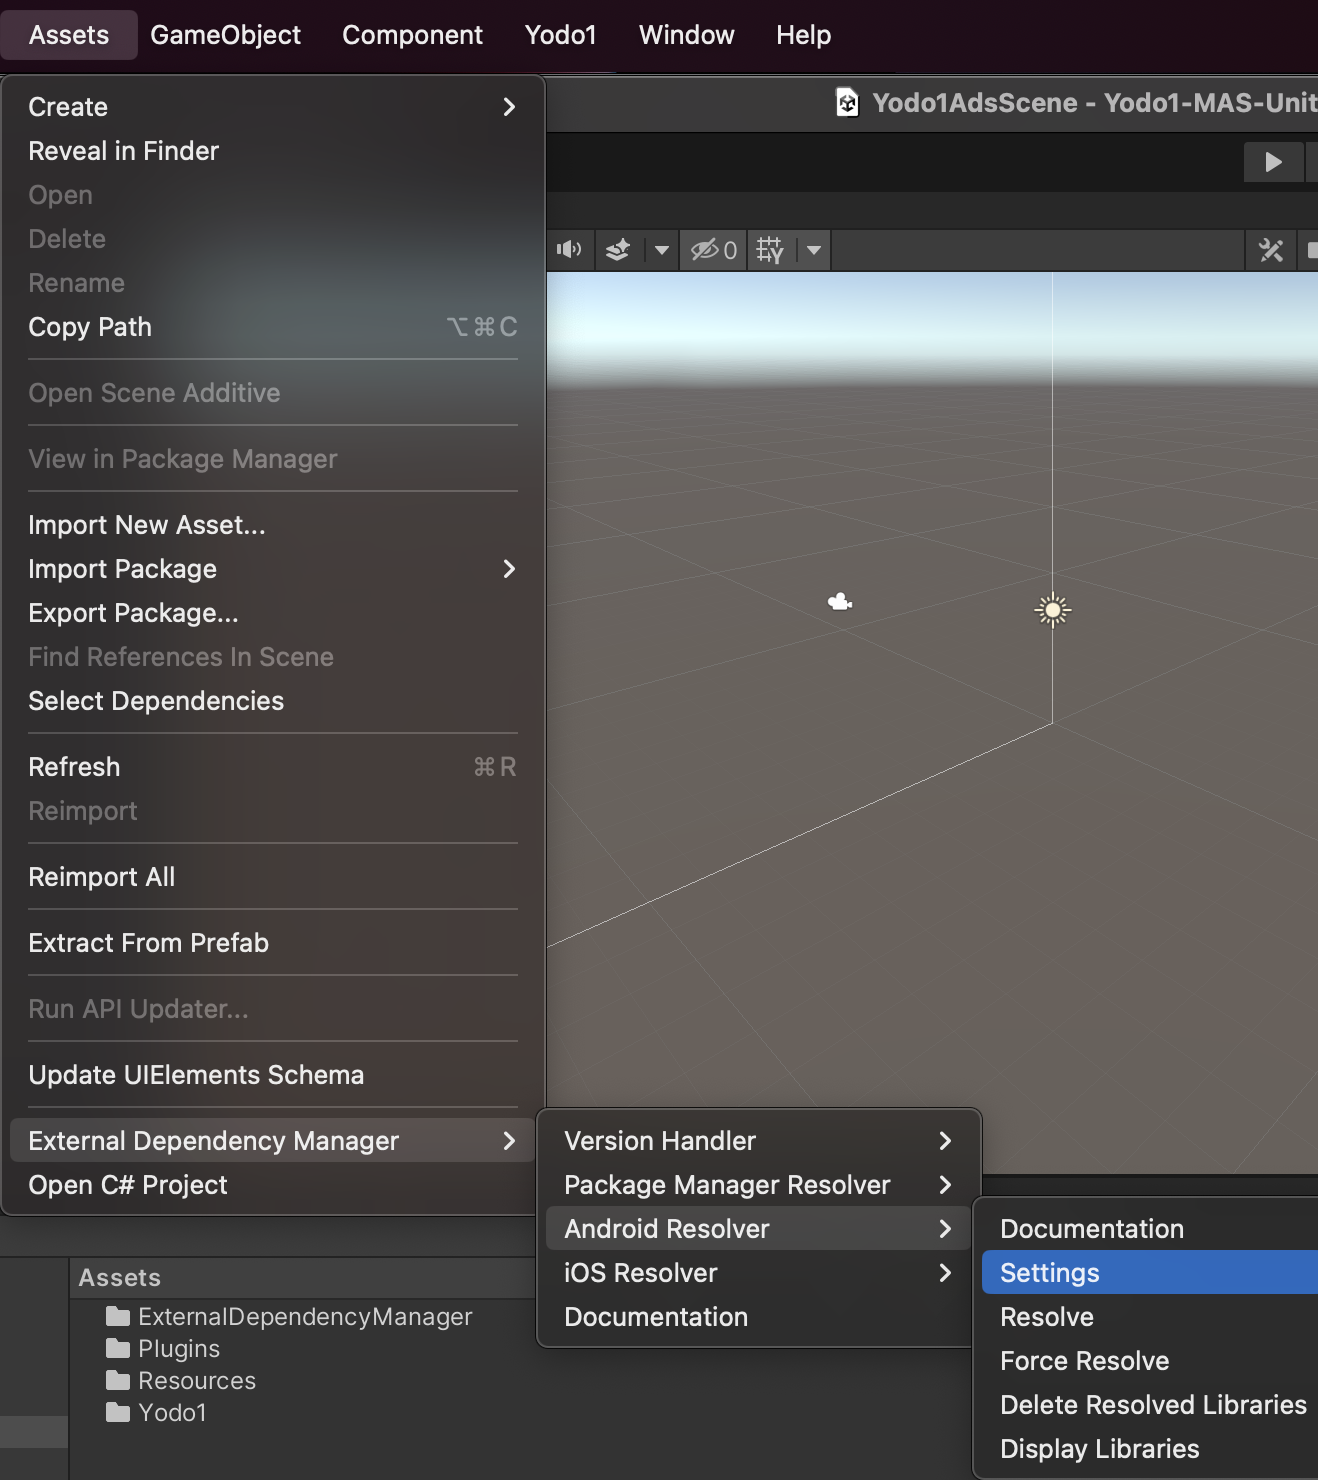 Assets GameObject Component Yodo1 Window Help
Yodo1AdsScene - Yodo1-MAS-Unit
Create
Reveal in Finder
Open
Delete
0
Rename
Copy Path ⌥⌘C
Open Scene Additive
View in Package Manager
Import New Asset...
Import Package
Export Package...
Find References In Scene
Select Dependencies
Refresh ⌘R
Reimport
Reimport All
Extract From Prefab
Run API Updater...
Update UIElements Schema
External Dependency Manager
Open C# Project
Version Handler
Package Manager Resolver
Android Resolver
iOS Resolver
Documentation
Documentation
Settings
Resolve
Force Resolve
Delete Resolved Libraries
Display Libraries
Assets
ExternalDependencyManager
Plugins
Resources
Yodo1